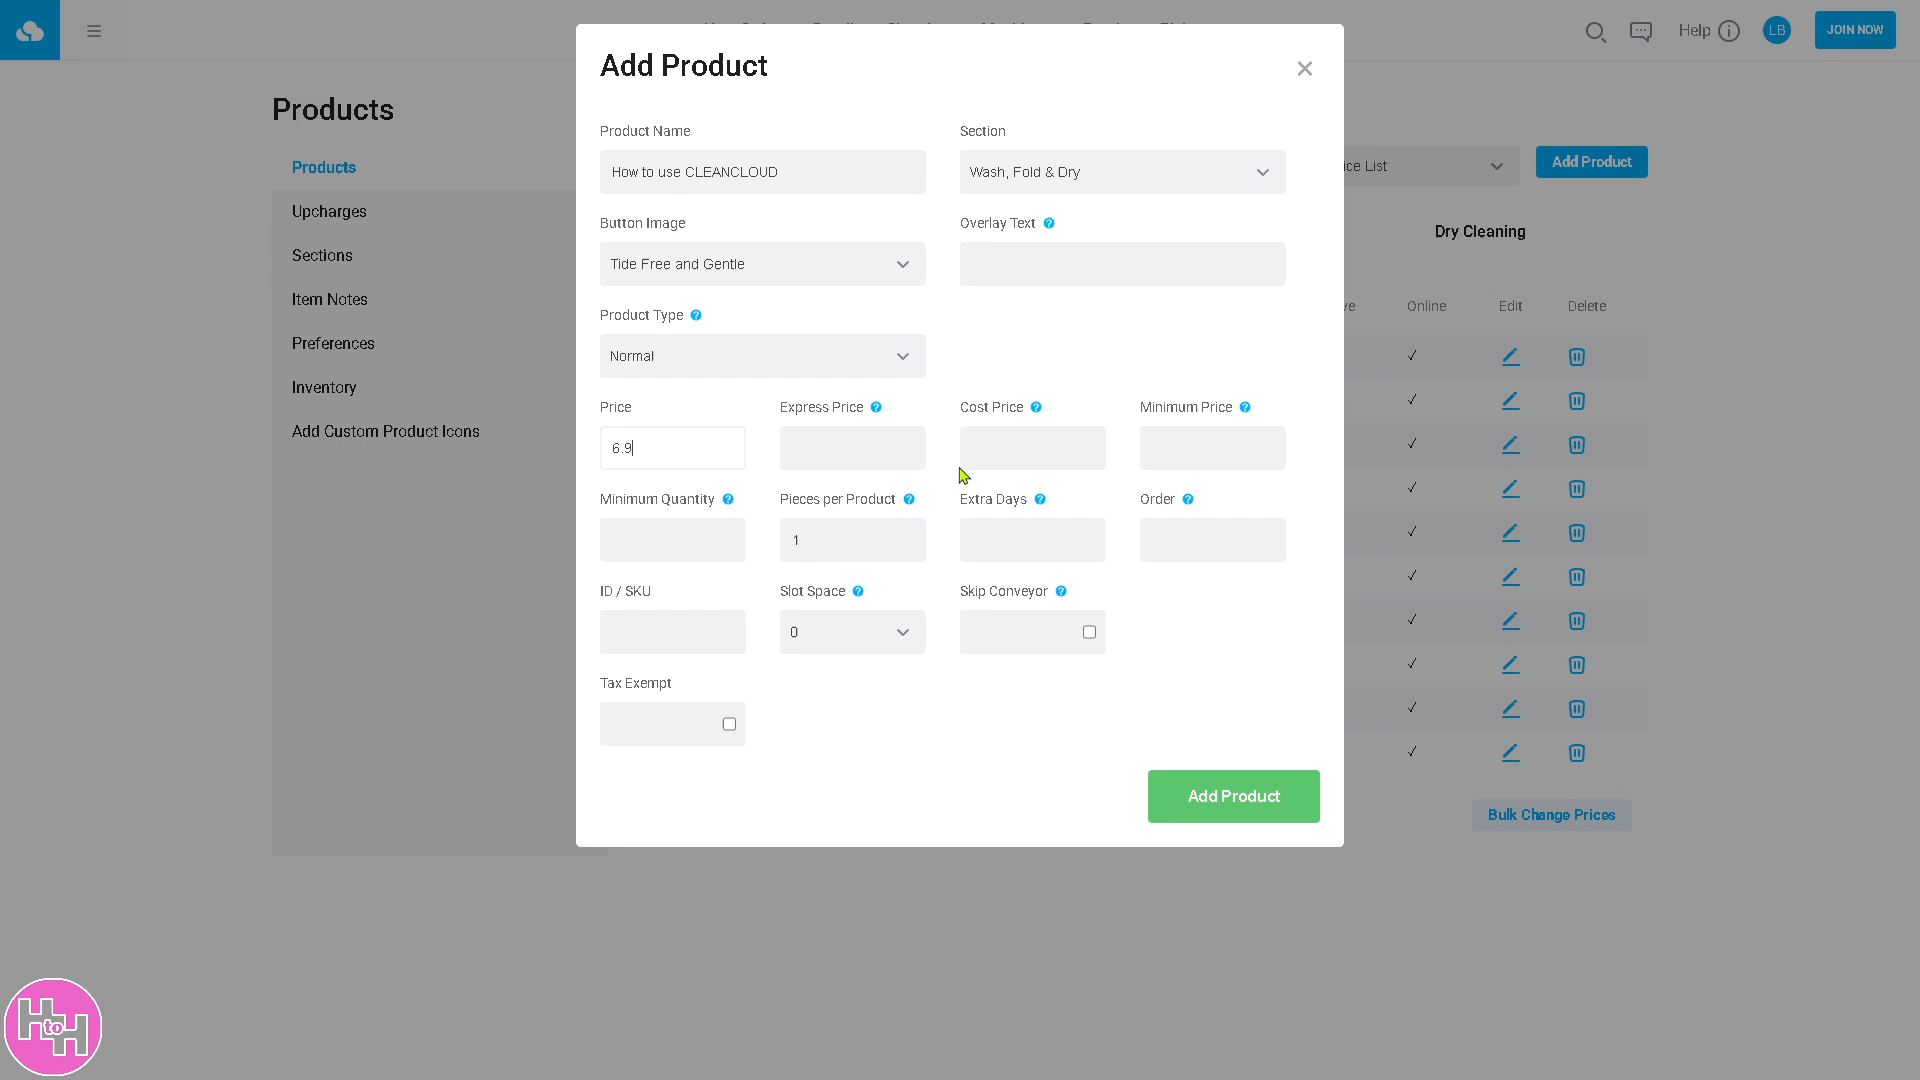 Help
LB
JOIN NOW
Add Product
Products
Product Name
Section
How to use CLEANCLOUD
Wash, Fold & Dry
Products
ice List
Add Product
Upcharges
Button Image
Overlay Text
Dry Cleaning
Sections
Tide Free and Gentle
Item Notes
Product Type
ve
Online
Edit
Delete
Preferences
Normal
Inventory
Price
Express Price
Cost Price
Minimum Price
Add Custom Product Icons
6.9
Minimum Quantity
Pieces per Product
Extra Days
Order
1
ID / SKU
Slot Space
Skip Conveyor
0
Tax Exempt
Add Product
Bulk Change Prices
H to H